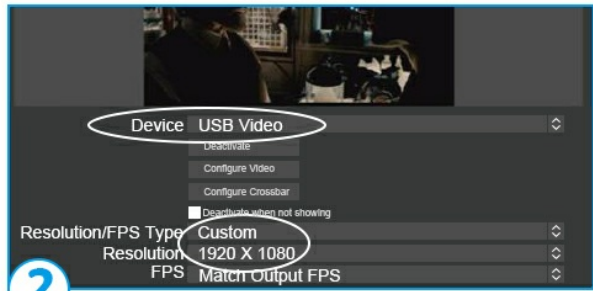 Device USB Video
Deactivate
Configure Video
Configure Crossbar
Deactivate when not showing
Resolution/FPS Type Custom
Resolution 1920 X 1080
FPS Match Output FPS
2